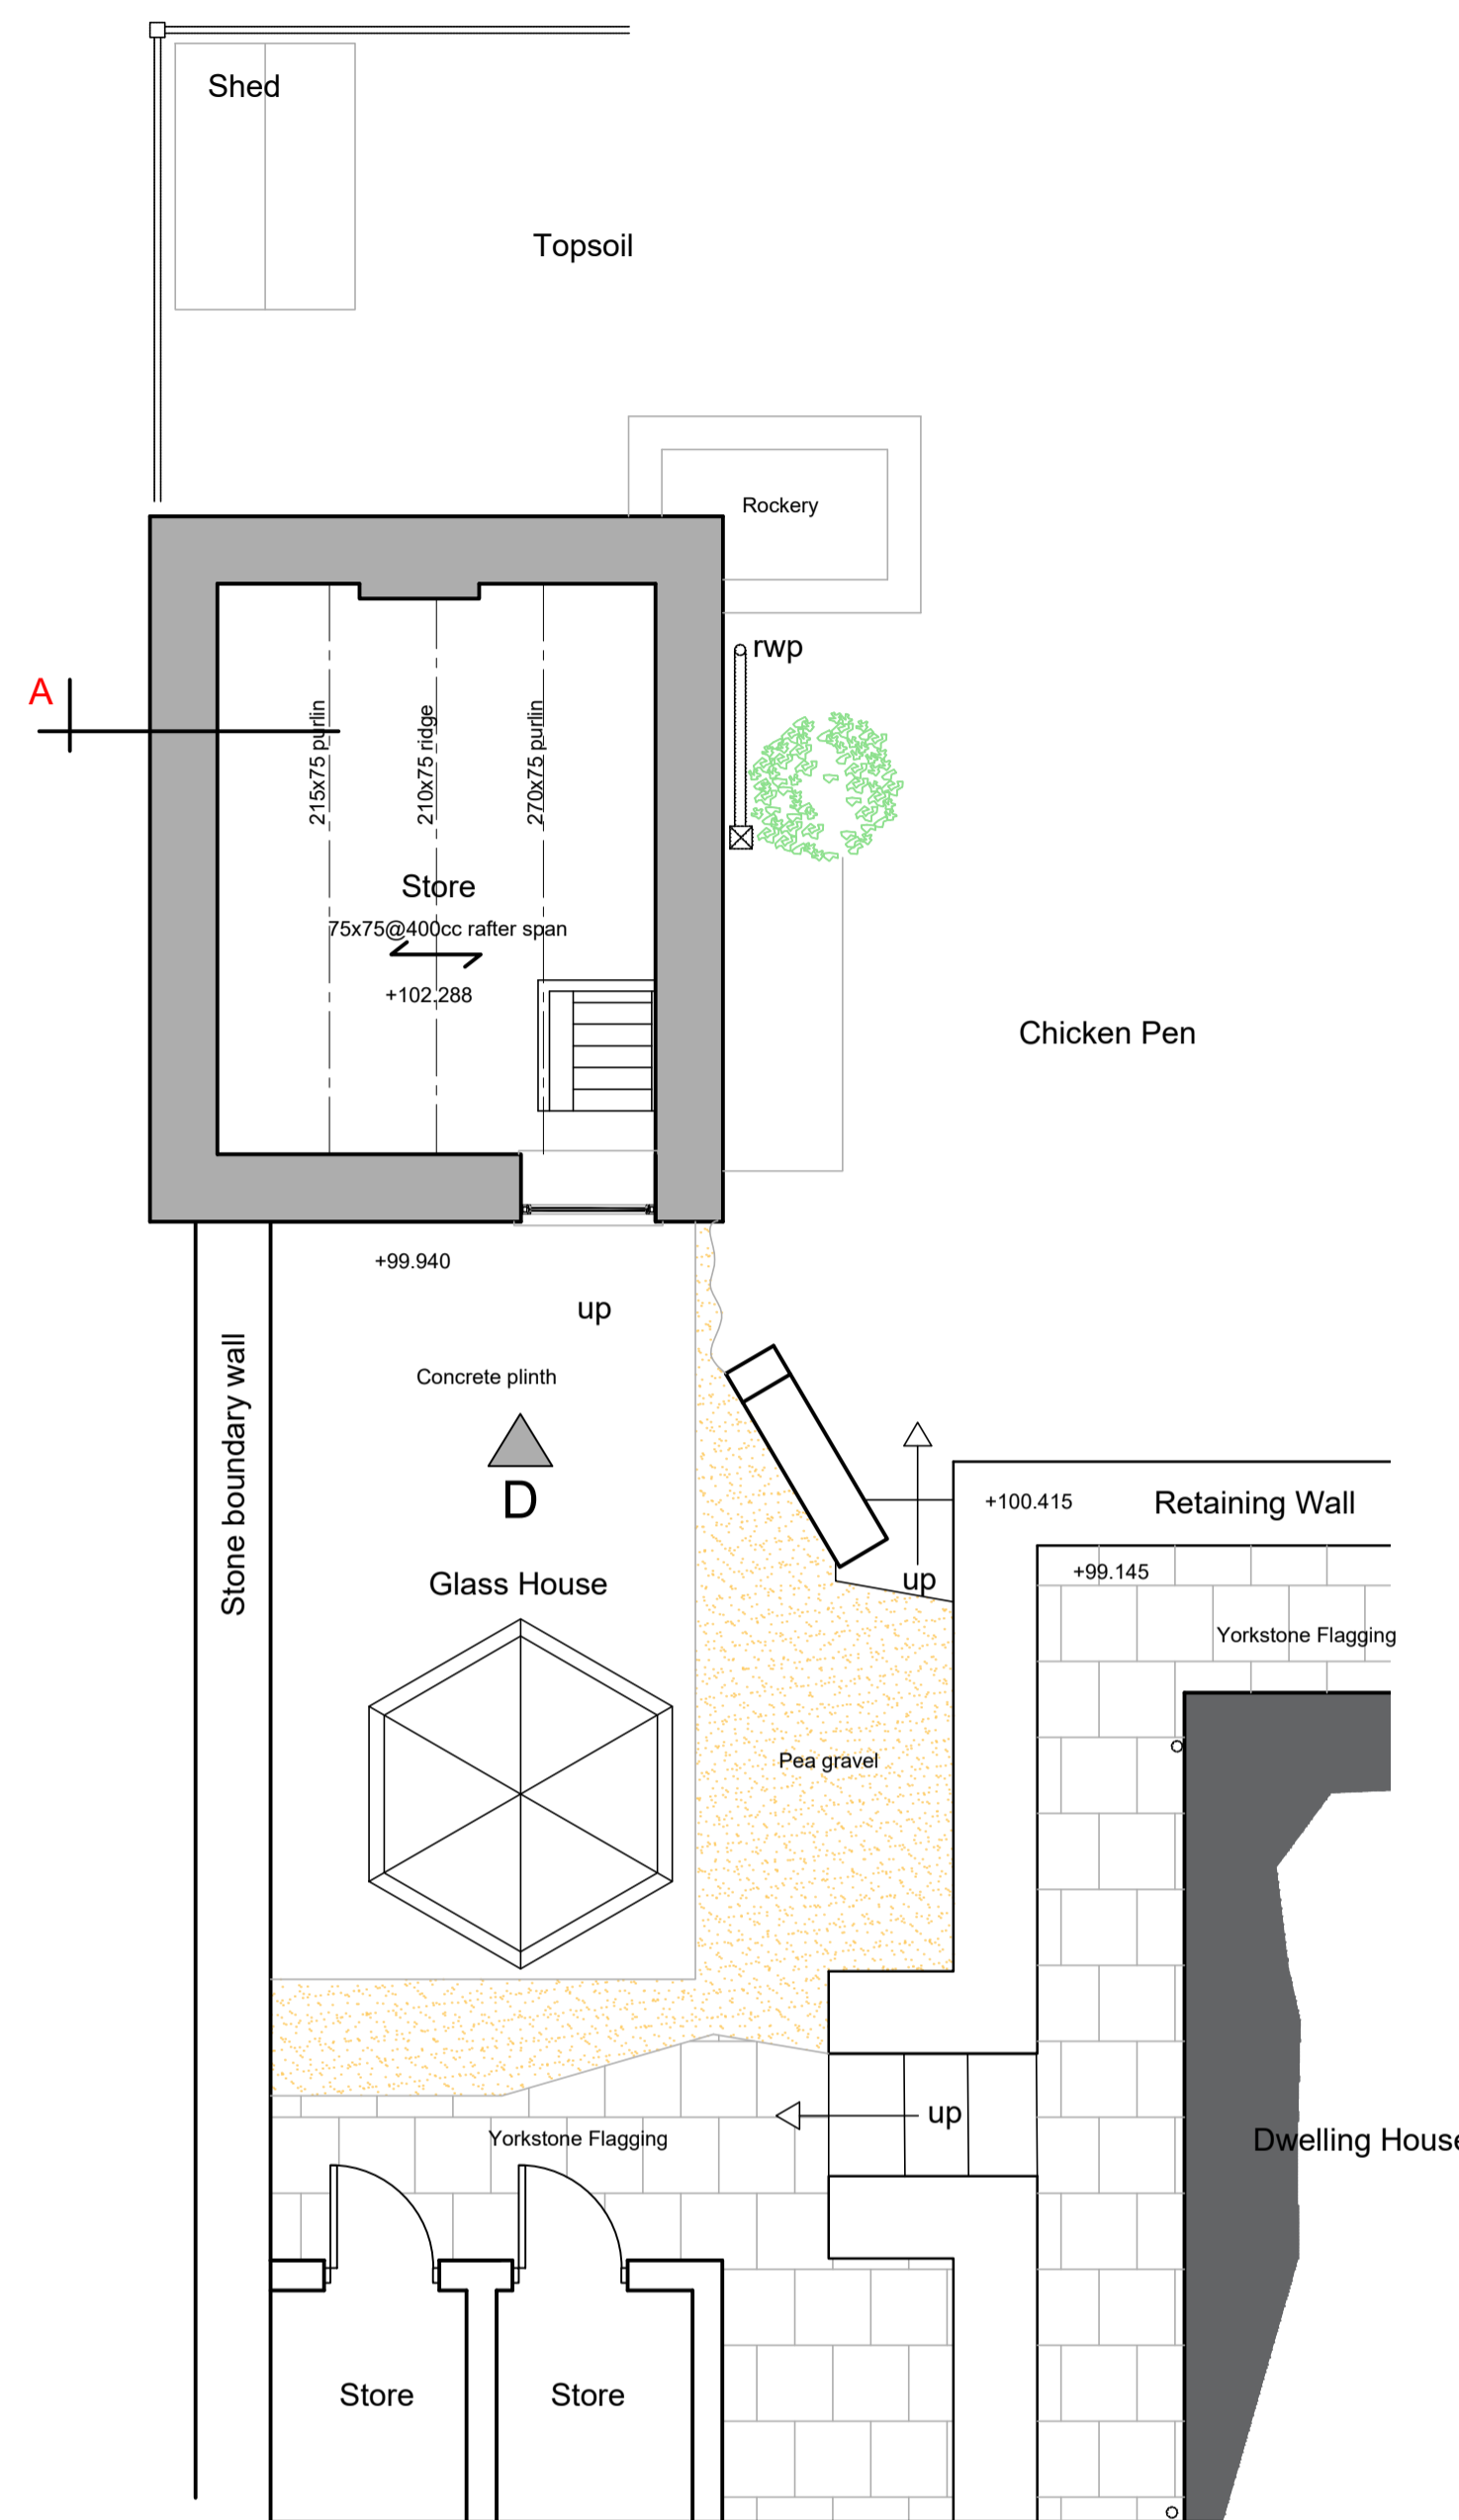 Shed
Topsoil
Rockery
rwp
A
215x75 purlin
210x75 ridge
270x75 purlin
Store
75x75@400cc rafter span
+102.288
Chicken Pen
+99.940
up
Concrete plinth
D
Stone boundary wall
+100.415
Retaining Wall
+99.145
up
Glass House
Yorkstone Flagging
Pea gravel
up
Yorkstone Flagging
Dwelling House
Store
Store